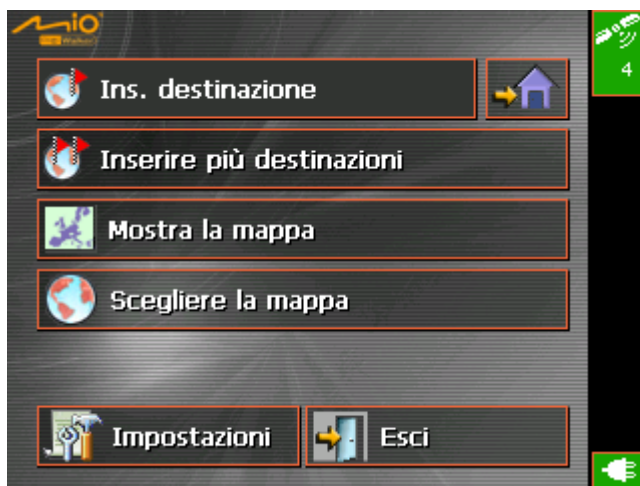 mio
4
Ins. destinazione
Inserire più destinazioni
Mostra la mappa
Scegliere la mappa
Impostazioni
Esci